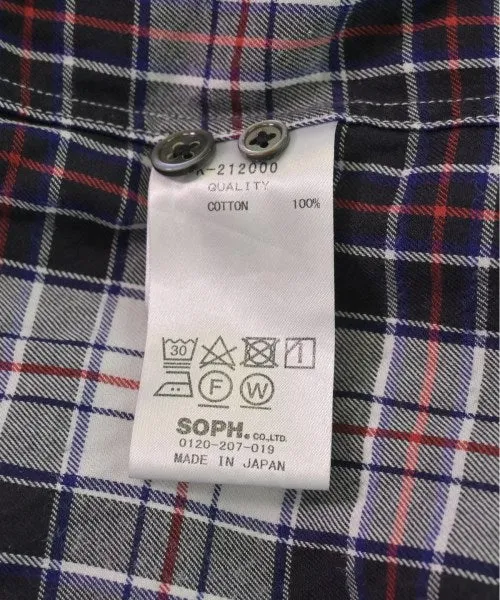 -212000
QUALITY
COTTON 100%
30
F W
SOPH. CO.,LTD.
0120-207-019
MADE IN JAPAN